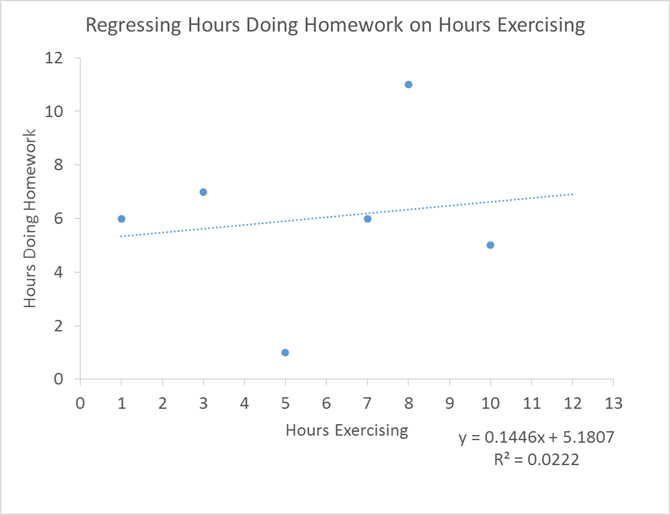 Regressing Hours Doing Homework on Hours Exercising
12
10
8
6
4
2
0
Hours Doing Homework
0 1 2 3 4 5 6 7 8 9 10 11 12 13
Hours Exercising
y = 0.1446x + 5.1807
R² = 0.0222